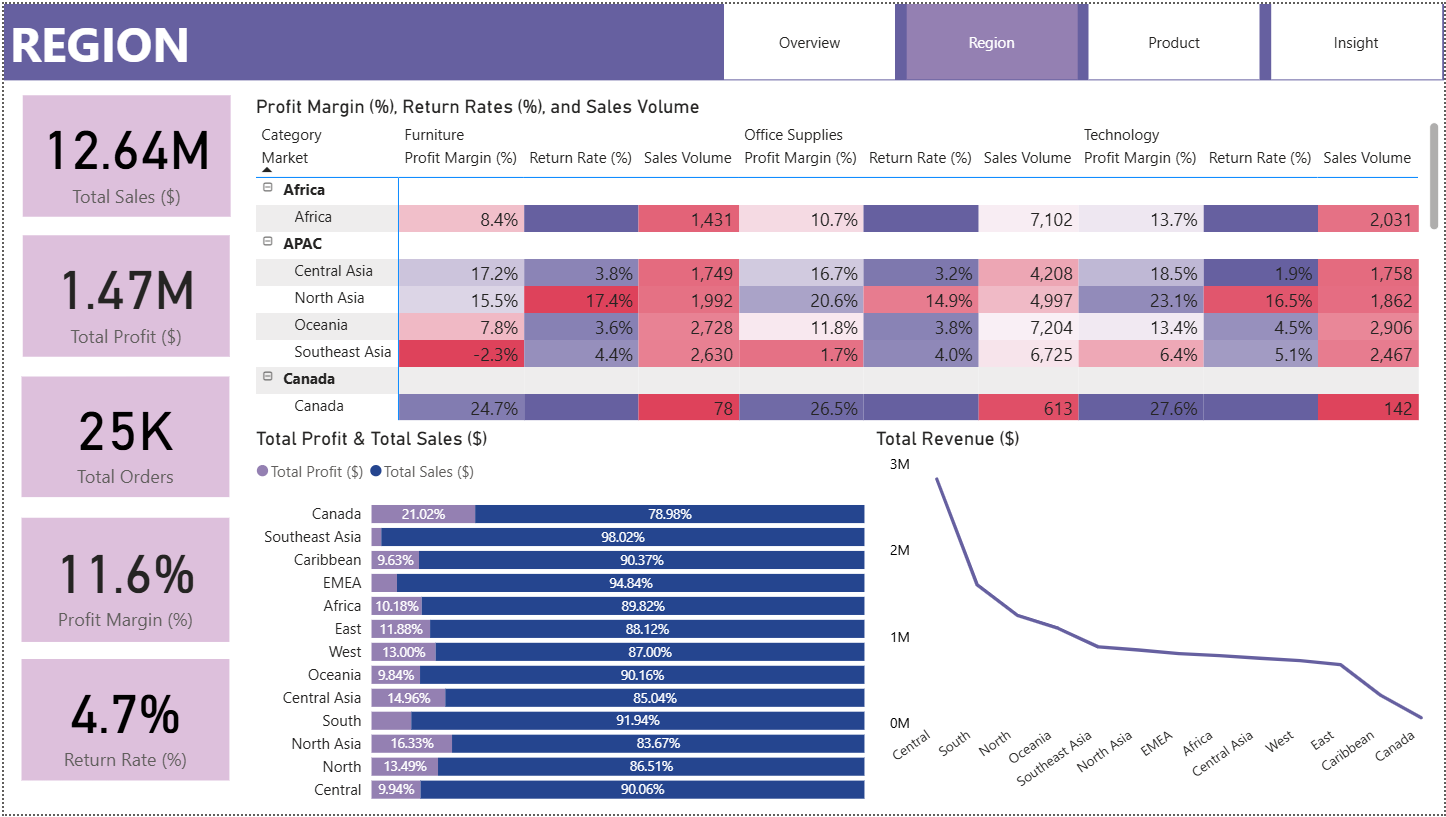 REGION
Overview
Region
Product
Insight
12.64M
Total Sales ($)
1.47M
Total Profit ($)
25K
Total Orders
11.6%
Profit Margin (%)
4.7%
Return Rate (%)
Profit Margin (%), Return Rates (%), and Sales Volume
Category Furniture Office Supplies Technology
Market Profit Margin (%) Return Rate (%) Sales Volume Profit Margin (%) Return Rate (%) Sales Volume Profit Margin (%) Return Rate (%) Sales Volume
Africa
Africa 8.4% 1,431 10.7% 7,102 13.7% 2,031
APAC
Central Asia 17.2% 3.8% 1,749 16.7% 3.2% 4,208 18.5% 1.9% 1,758
North Asia 15.5% 17.4% 1,992 20.6% 14.9% 4,997 23.1% 16.5% 1,862
Oceania 7.8% 3.6% 2,728 11.8% 3.8% 7,204 13.4% 4.5% 2,906
Southeast Asia -2.3% 4.4% 2,630 1.7% 4.0% 6,725 6.4% 5.1% 2,467
Canada
Canada 24.7% 78 26.5% 613 27.6% 142
Total Profit & Total Sales ($)
Total Profit ($) Total Sales ($)
Canada 21.02% 78.98%
Southeast Asia 98.02%
Caribbean 9.63% 90.37%
EMEA 94.84%
Africa 10.18% 89.82%
East 11.88% 88.12%
West 13.00% 87.00%
Oceania 9.84% 90.16%
Central Asia 14.96% 85.04%
South 91.94%
North Asia 16.33% 83.67%
North 13.49% 86.51%
Central 9.94% 90.06%
Total Revenue ($)
3M
2M
1M
0M
Central
South
North
Oceania
Southeast Asia
North Asia
EMEA
Africa
Central Asia
West
East
Caribbean
Canada